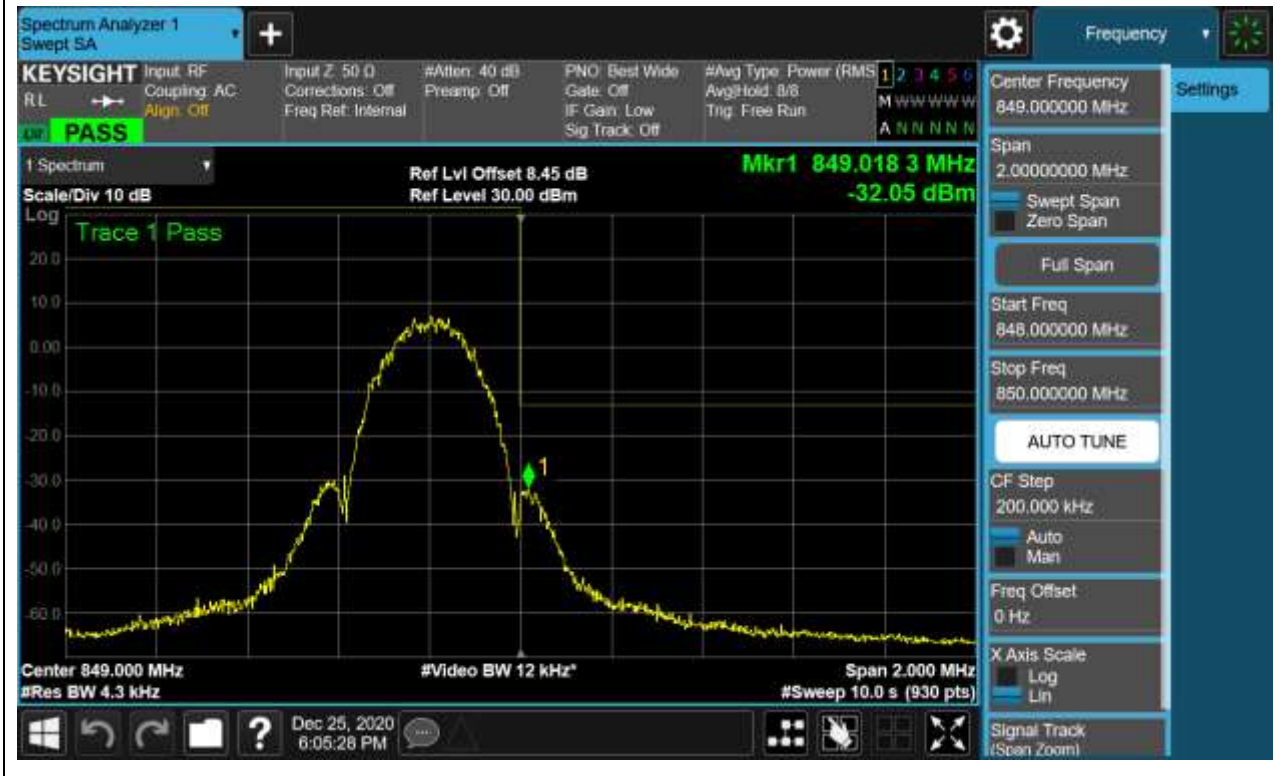 Spectrum Analyzer 1
Swept SA
+
Frequency
KEYSIGHT
RL
Input: RF
Coupling: AC
Align: Off
PASS
Input Z: 50 Ω
Corrections: Off
Freq Ref: Internal
#Atten: 40 dB
Preamp: Off
PNO: Best Wide
Gate: Off
IF Gain: Low
Sig Track: Off
#Avg Type: Power (RMS
Avg|Hold: 8/8
Trig: Free Run
1 2 3 4 5 6
M W W W W W
A N N N N N
1 Spectrum
Scale/Div 10 dB
Ref Lvl Offset 8.45 dB
Ref Level 30.00 dBm
Mkr1 849.018 3 MHz
-32.05 dBm
Log
Trace 1 Pass
20.0
10.0
0.00
-10.0
-20.0
-30.0
-40.0
-50.0
-60.0
1
Center 849.000 MHz
#Res BW 4.3 kHz
#Video BW 12 kHz*
Span 2.000 MHz
#Sweep 10.0 s (930 pts)
Center Frequency
849.000000 MHz
Settings
Span
2.00000000 MHz
Swept Span
Zero Span
Full Span
Start Freq
848.000000 MHz
Stop Freq
850.000000 MHz
AUTO TUNE
CF Step
200.000 kHz
Auto
Man
Freq Offset
0 Hz
X Axis Scale
Log
Lin
Signal Track
(Span Zoom)
?
Dec 25, 2020
6:05:28 PM